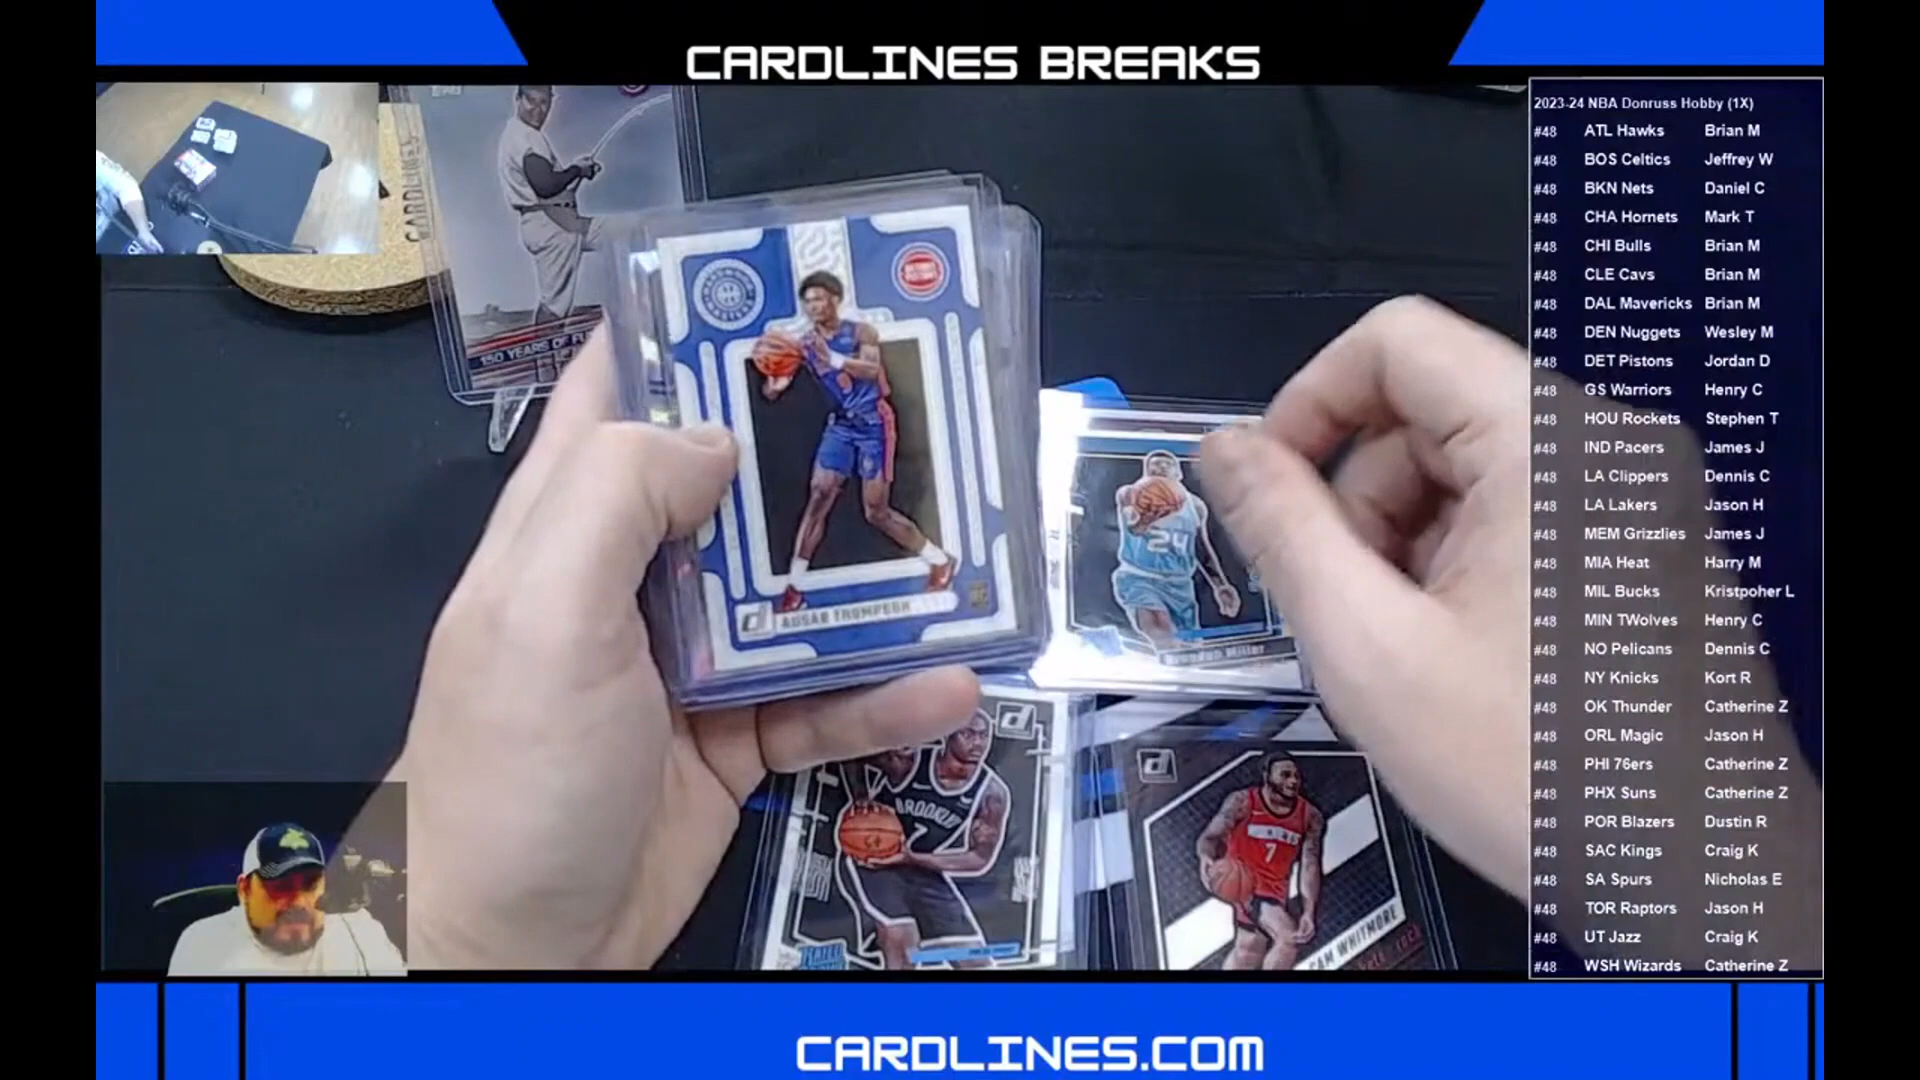 CARDLINES BREAKS
2023-24 NBA Donruss Hobby (1X)
#48 ATL Hawks Brian M
#48 BOS Celtics Jeffrey W
#48 BKN Nets Daniel C
#48 CHA Hornets Mark T
#48 CHI Bulls Brian M
#48 CLE Cavs Brian M
#48 DAL Mavericks Brian M
#48 DEN Nuggets Wesley M
#48 DET Pistons Jordan D
#48 GS Warriors Henry C
#48 HOU Rockets Stephen T
#48 IND Pacers James J
#48 LA Clippers Dennis C
#48 LA Lakers Jason H
#48 MEM Grizzlies James J
#48 MIA Heat Harry M
#48 MIL Bucks Kristpoher L
#48 MIN TWolves Henry C
#48 NO Pelicans Dennis C
#48 NY Knicks Kort R
#48 OK Thunder Catherine Z
#48 ORL Magic Jason H
#48 PHI 76ers Catherine Z
#48 PHX Suns Catherine Z
#48 POR Blazers Dustin R
#48 SAC Kings Craig K
#48 SA Spurs Nicholas E
#48 TOR Raptors Jason H
#48 UT Jazz Craig K
#48 WSH Wizards Catherine Z
CARDLINES
150 YEARS OF
AUSAR THOMPSON
24
Brandon Miller
d
BROOKLYN
7
d
7
CAM WHITMORE
CARDLINES.COM